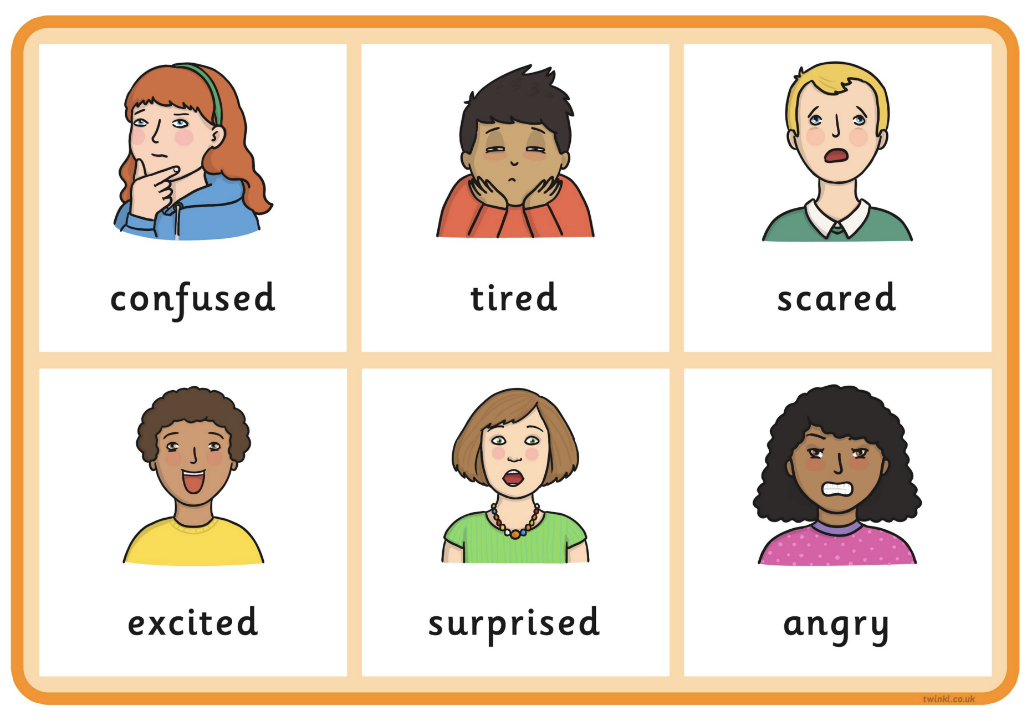 confused
tired
scared
excited
surprised
angry
twinkl.co.uk